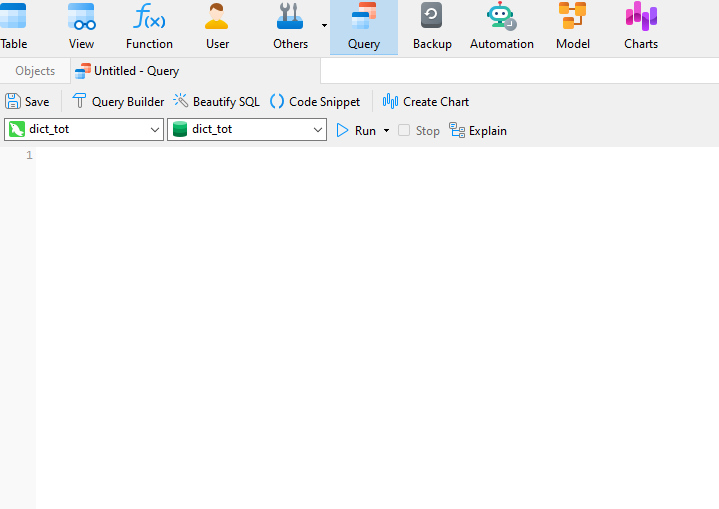 Table View Function User Others Query Backup Automation Model Charts
Objects Untitled - Query
Save Query Builder Beautify SQL Code Snippet Create Chart
dict_tot dict_tot Run Stop Explain
1